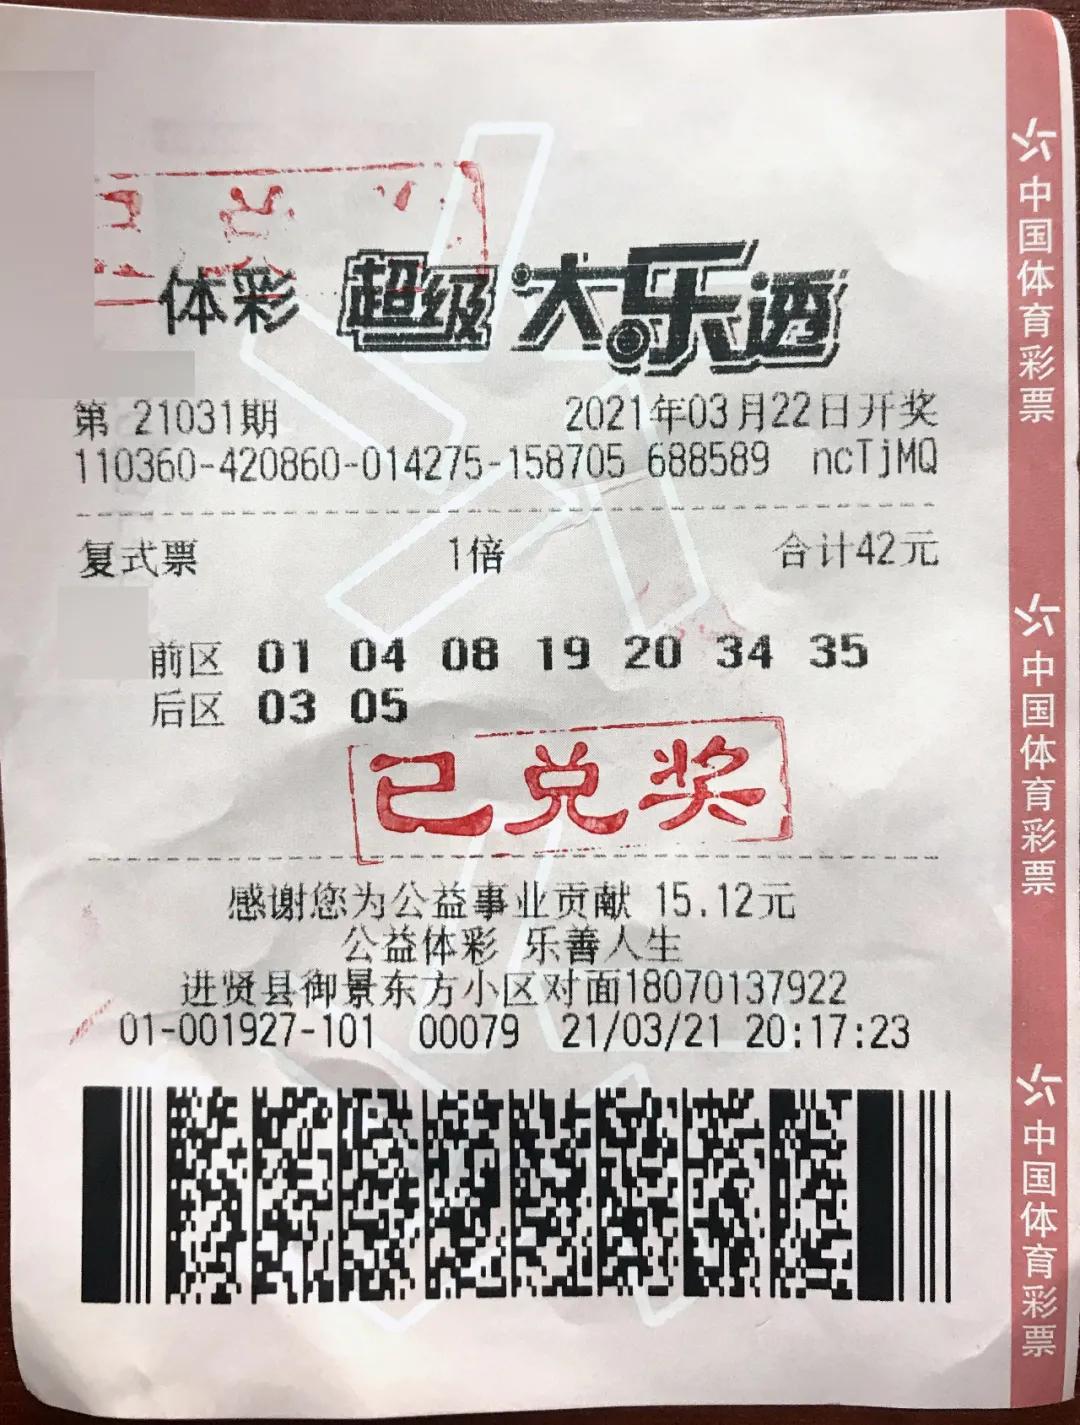 体彩 超级大乐透
第 21031期 2021年03月22日开奖
110360-420860-014275-158705 688589 ncTjMQ
复式票 1倍 合计42元
前区 01 04 08 19 20 34 35
后区 03 05
已兑奖
感谢您为公益事业贡献 15.12元
公益体彩 乐善人生
进贤县御景东方小区对面18070137922
01-001927-101 00079 21/03/21 20:17:23
中国体育彩票
中国体育彩票
中国体育彩票